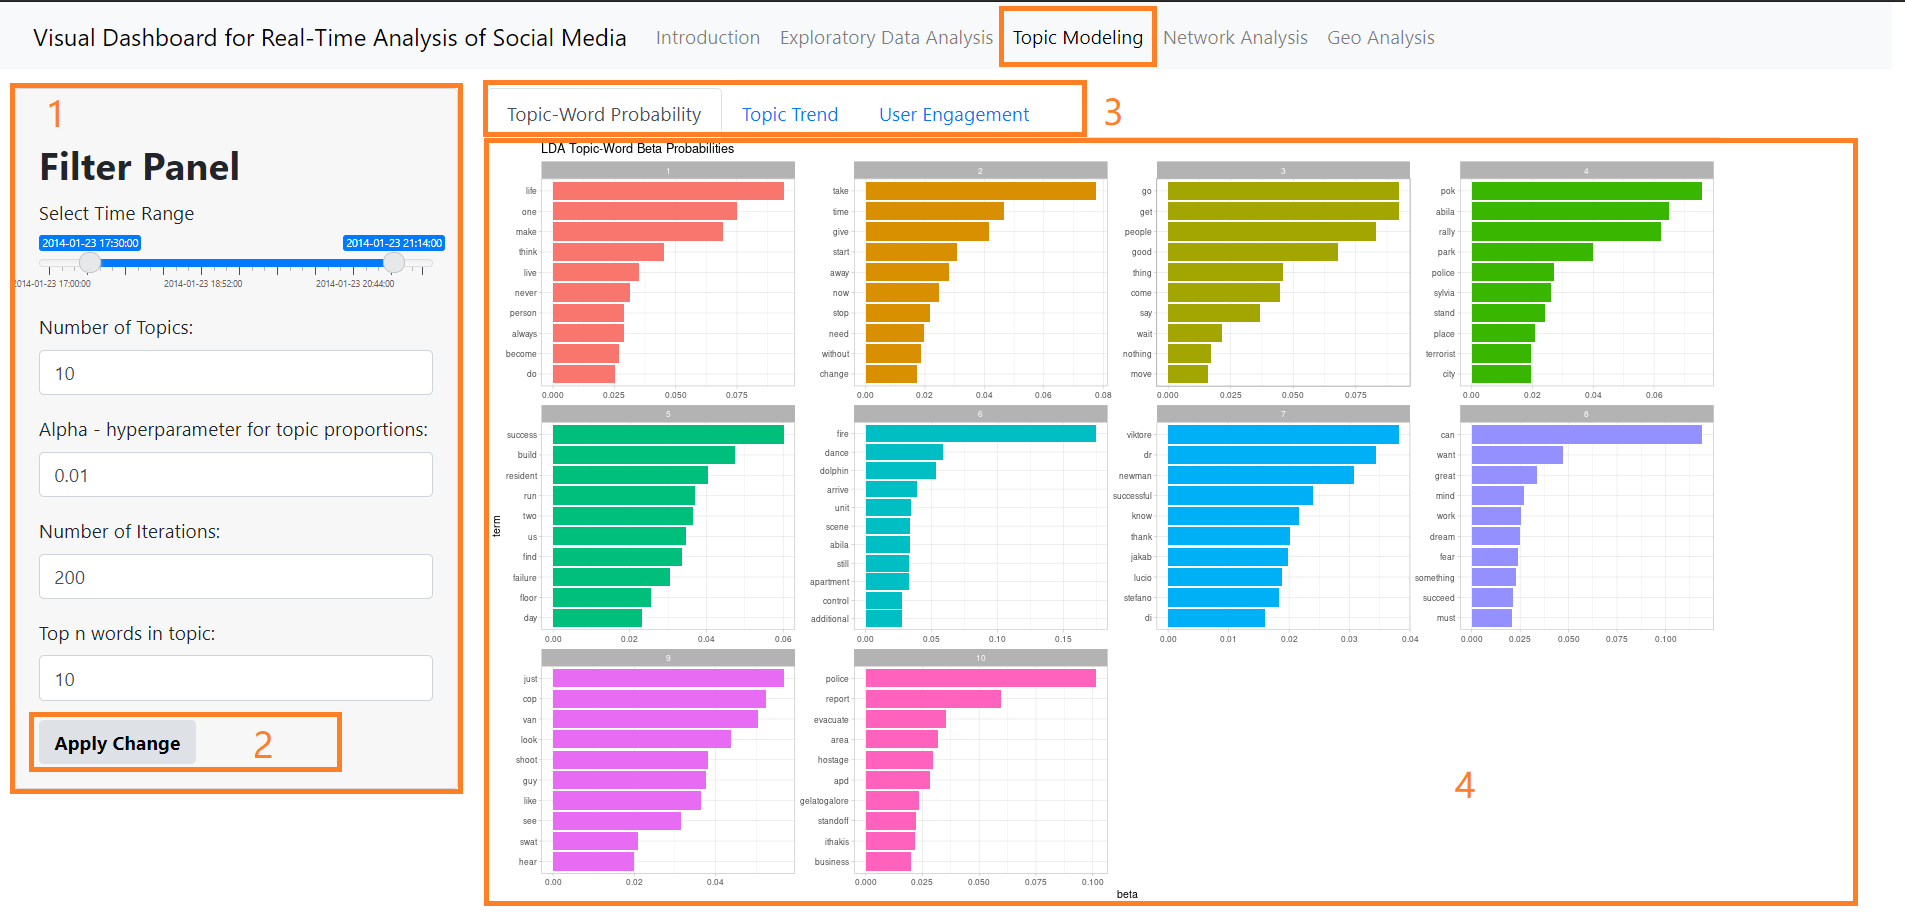 Visual Dashboard for Real-Time Analysis of Social Media Introduction Exploratory Data Analysis Topic Modeling Network Analysis Geo Analysis
1
Filter Panel
Select Time Range
2014-01-23 17:30:00 2014-01-23 21:14:00
2014-01-23 17:00:00 2014-01-23 18:52:00 2014-01-23 20:44:00
Number of Topics:
10
Alpha - hyperparameter for topic proportions:
0.01
Number of Iterations:
200
Top n words in topic:
10
Apply Change 2
Topic-Word Probability Topic Trend User Engagement 3
LDA Topic-Word Beta Probabilities
term
1
life
one
make
think
live
never
person
always
become
do
0.000 0.025 0.050 0.075
2
take
time
give
start
away
now
stop
need
without
change
0.00 0.02 0.04 0.06 0.08
3
go
get
people
good
thing
come
say
wait
nothing
move
0.000 0.025 0.050 0.075
4
pok
abila
rally
park
police
sylvia
stand
place
terrorist
city
0.00 0.02 0.04 0.06
5
success
build
resident
run
two
us
find
failure
floor
day
0.00 0.02 0.04 0.06
6
fire
dance
dolphin
arrive
unit
scene
abila
still
apartment
control
additional
0.00 0.05 0.10 0.15
7
viktore
dr
newman
successful
know
thank
jakab
lucio
stefano
di
0.00 0.01 0.02 0.03 0.04
8
can
want
great
mind
work
dream
fear
something
succeed
must
0.000 0.025 0.050 0.075 0.100
9
just
cop
van
look
shoot
guy
like
see
swat
hear
0.00 0.02 0.04
10
police
report
evacuate
area
hostage
apd
gelatogalore
standoff
ithakis
business
0.000 0.025 0.050 0.075 0.100
4
beta